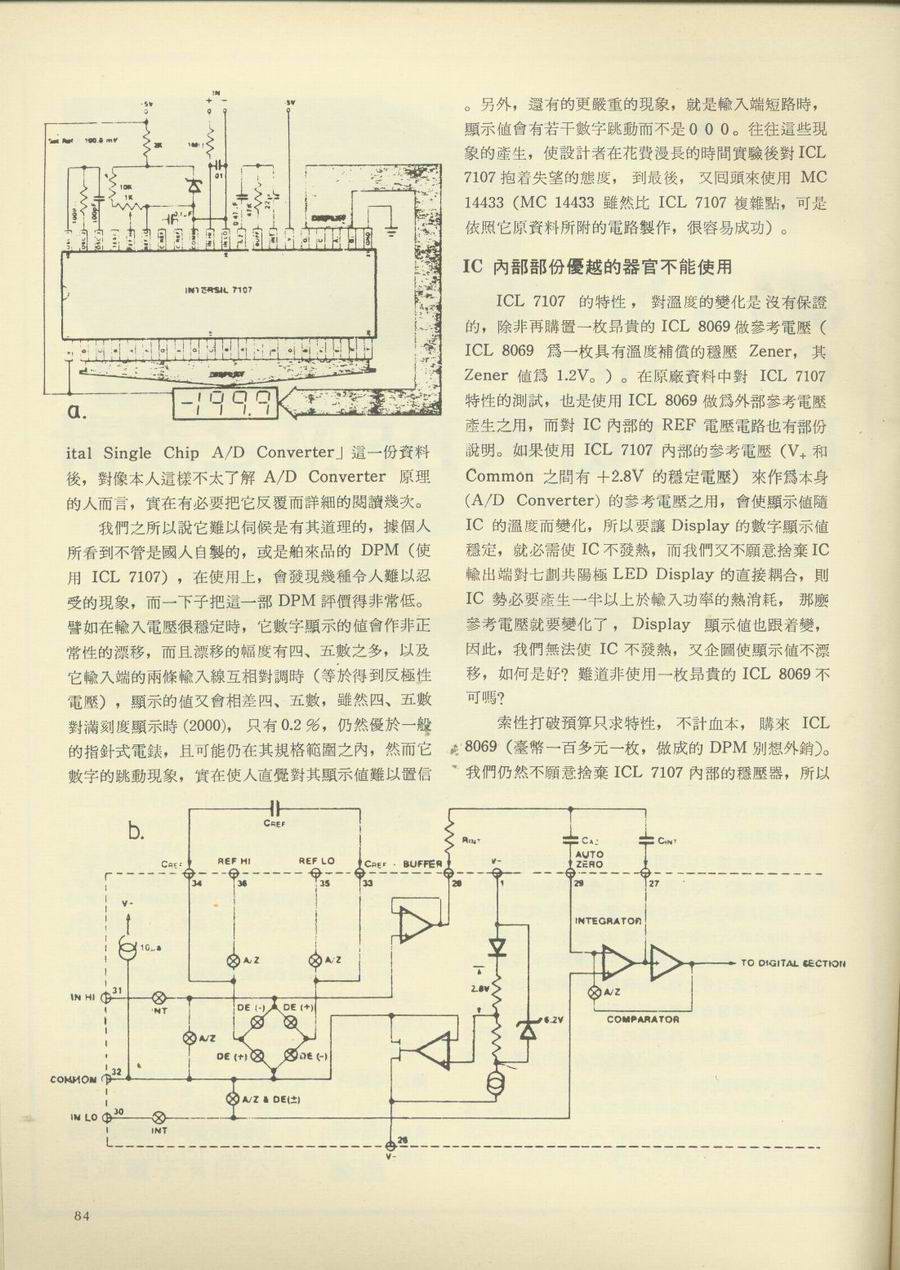 IN
+ -
-5V
2K
10K
1K
INTERSIL 7107
DISPLAY
DISPLAY
-199.9
a.
ital Single Chip A/D Converter」這一份資料
後，對像本人這樣不太了解 A/D Converter 原理
的人而言，實在有必要把它反覆而詳細的閱讀幾次。
我們之所以說它難以伺候是有其道理的，據個人
所看到不管是國人自製的，或是舶來品的 DPM（使
用 ICL 7107），在使用上，會發現幾種令人難以忍
受的現象，而一下子把這一部 DPM 評價得非常低。
譬如在輸入電壓很穩定時，它數字顯示的値會作非正
常性的漂移，而且漂移的幅度有四、五數之多，以及
它輸入端的兩條輸入線互相對調時（等於得到反極性
電壓），顯示的値又會相差四、五數，雖然四、五數
對滿刻度顯示時 (2000)， 只有 0.2 %，仍然優於一般
的指針式電錶，且可能仍在其規格範圍之內，然而它
數字的跳動現象，實在使人直覺對其顯示値難以置信
。另外，還有的更嚴重的現象，就是輸入端短路時，
顯示値會有若干數字跳動而不是０００。往往這些現
象的產生，使設計者在花費漫長的時間實驗後對 ICL
7107 抱着失望的態度， 到最後， 又囘頭來使用 MC
14433（MC 14433 雖然比 ICL 7107 複雜點，可是
依照它原資料所附的電路製作，很容易成功）。
IC 內部部份優越的器官不能使用
ICL 7107 的特性， 對溫度的變化是沒有保證
的，除非再購置一枚昻貴的 ICL 8069 做參考電壓（
ICL 8069 爲一枚具有溫度補償的穩壓 Zener， 其
Zener 値爲 1.2V。）。在原廠資料中對 ICL 7107
特性的測試，也是使用 ICL 8069 做爲外部參考電壓
產生之用，而對 IC 內部的 REF 電壓電路也有部份
說明。如果使用 ICL 7107 內部的參考電壓（V+ 和
Common 之間有 +2.8V 的穩定電壓）來作爲本身
(A/D Converter) 的參考電壓之用，會使顯示値隨
IC 的溫度而變化，所以要讓 Display 的數字顯示値
穩定，就必需使 IC 不發熱，而我們又不願意捨棄 IC
輸出端對七劃共陽極 LED Display 的直接耦合，則
IC 勢必要產生一半以上於輸入功率的熱消耗， 那麼
參考電壓就要變化了， Display 顯示値也跟着變，
因此，我們無法使 IC 不發熱，又企圖使顯示値不漂
移，如何是好？難道非使用一枚昻貴的 ICL 8069 不
可嗎？
索性打破預算只求特性， 不計血本， 購來 ICL
8069（臺幣一百多元一枚，做成的 DPM 別想外銷）。
我們仍然不願意捨棄 ICL 7107 內部的穩壓器，所以
b.
CREF
RINT
CAZ
CINT
REF HI
REF LO
BUFFER
V-
AUTO
ZERO
34
36
35
33
28
1
29
27
V-
INTEGRATOR
A/Z
A/Z
TO DIGITAL SECTION
2.8V
IN HI
31
INT
DE (-)
DE (+)
A/Z
6.2V
COMPARATOR
A/Z
DE (+)
DE (-)
COMMON
32
A/Z & DE(±)
IN LO
30
INT
26
V-
84